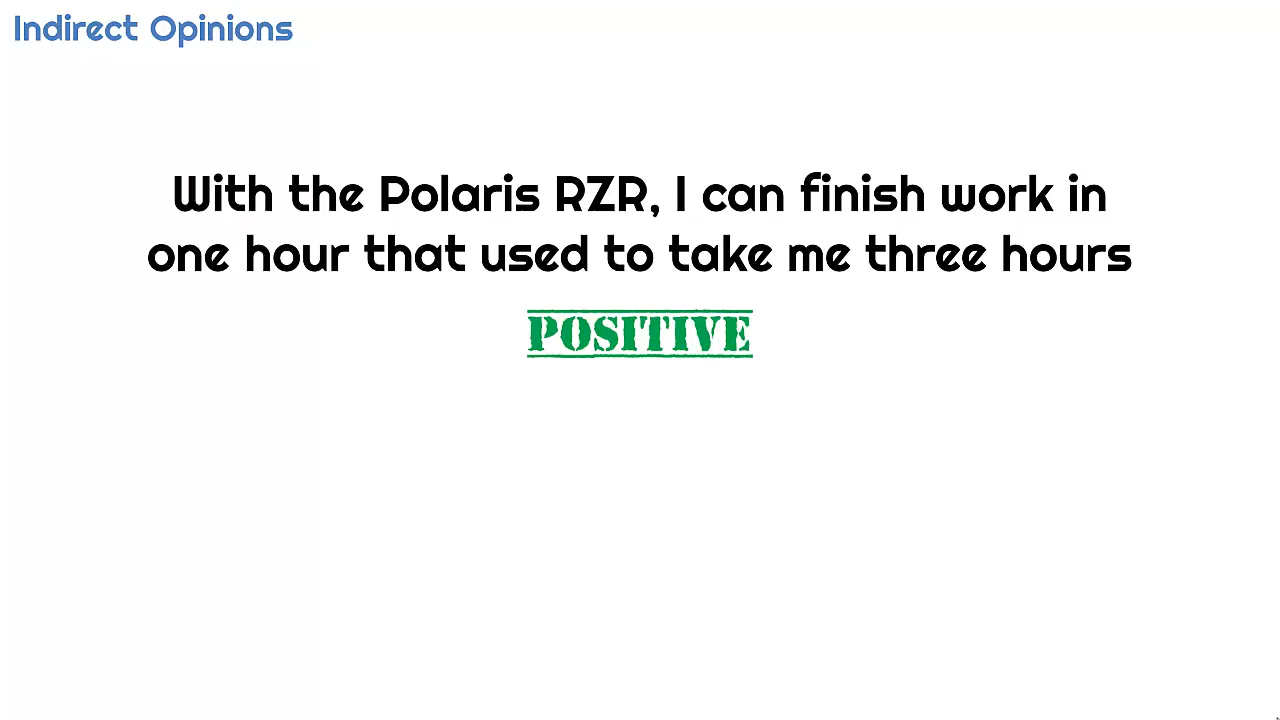 Indirect Opinions
With the Polaris RZR, I can finish work in
one hour that used to take me three hours
POSITIVE